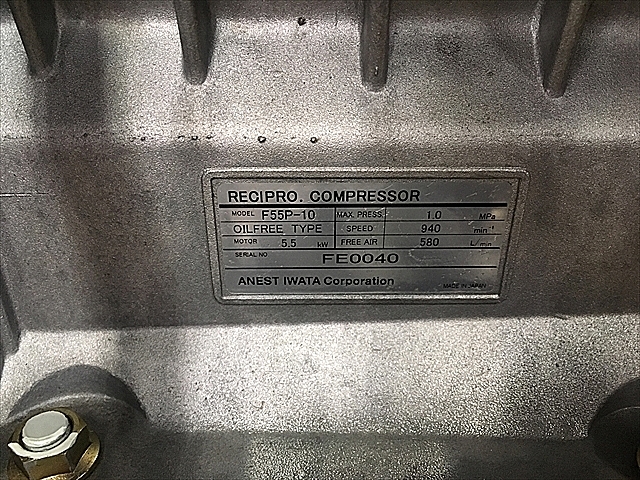 RECIPRO. COMPRESSOR
MODEL F55P-10 MAX. PRESS. 1.0 MPa
OILFREE TYPE SPEED 940 min⁻¹
MOTOR 5.5 kW FREE AIR 580 L/min
SERIAL NO FE0040
ANEST IWATA Corporation MADE IN JAPAN